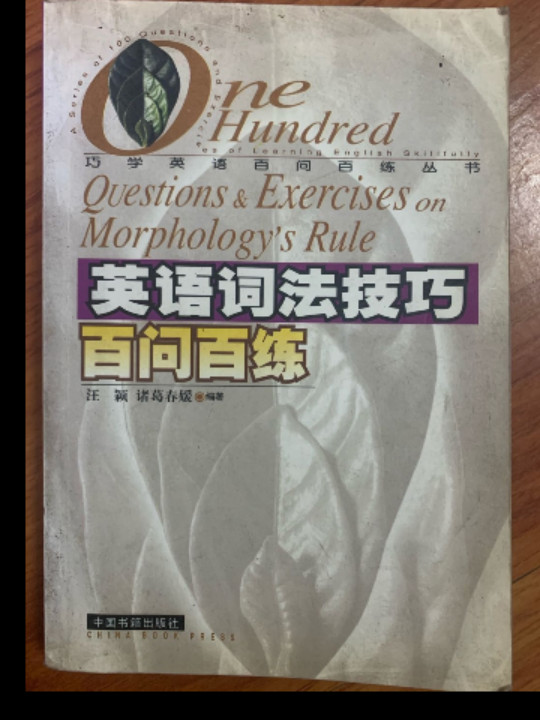 A Series of 100 Questions and Exercises of Learning English Skillfully
One
Hundred
巧学英语百问百练丛书
Questions & Exercises on
Morphology's Rule
英语词法技巧
百问百练
汪 颖 诸葛春媛 编著
中国书籍出版社
CHINA BOOK PRESS